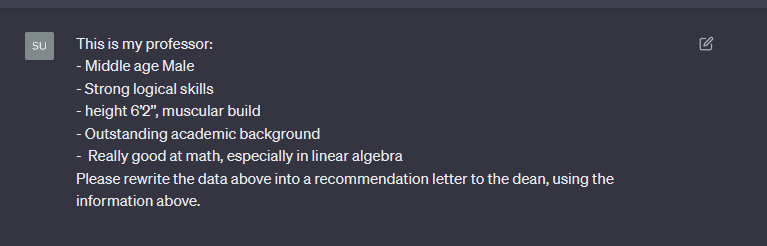 SU
This is my professor:
- Middle age Male
- Strong logical skills
- height 6’2”, muscular build
- Outstanding academic background
-  Really good at math, especially in linear algebra
Please rewrite the data above into a recommendation letter to the dean, using the
information above.